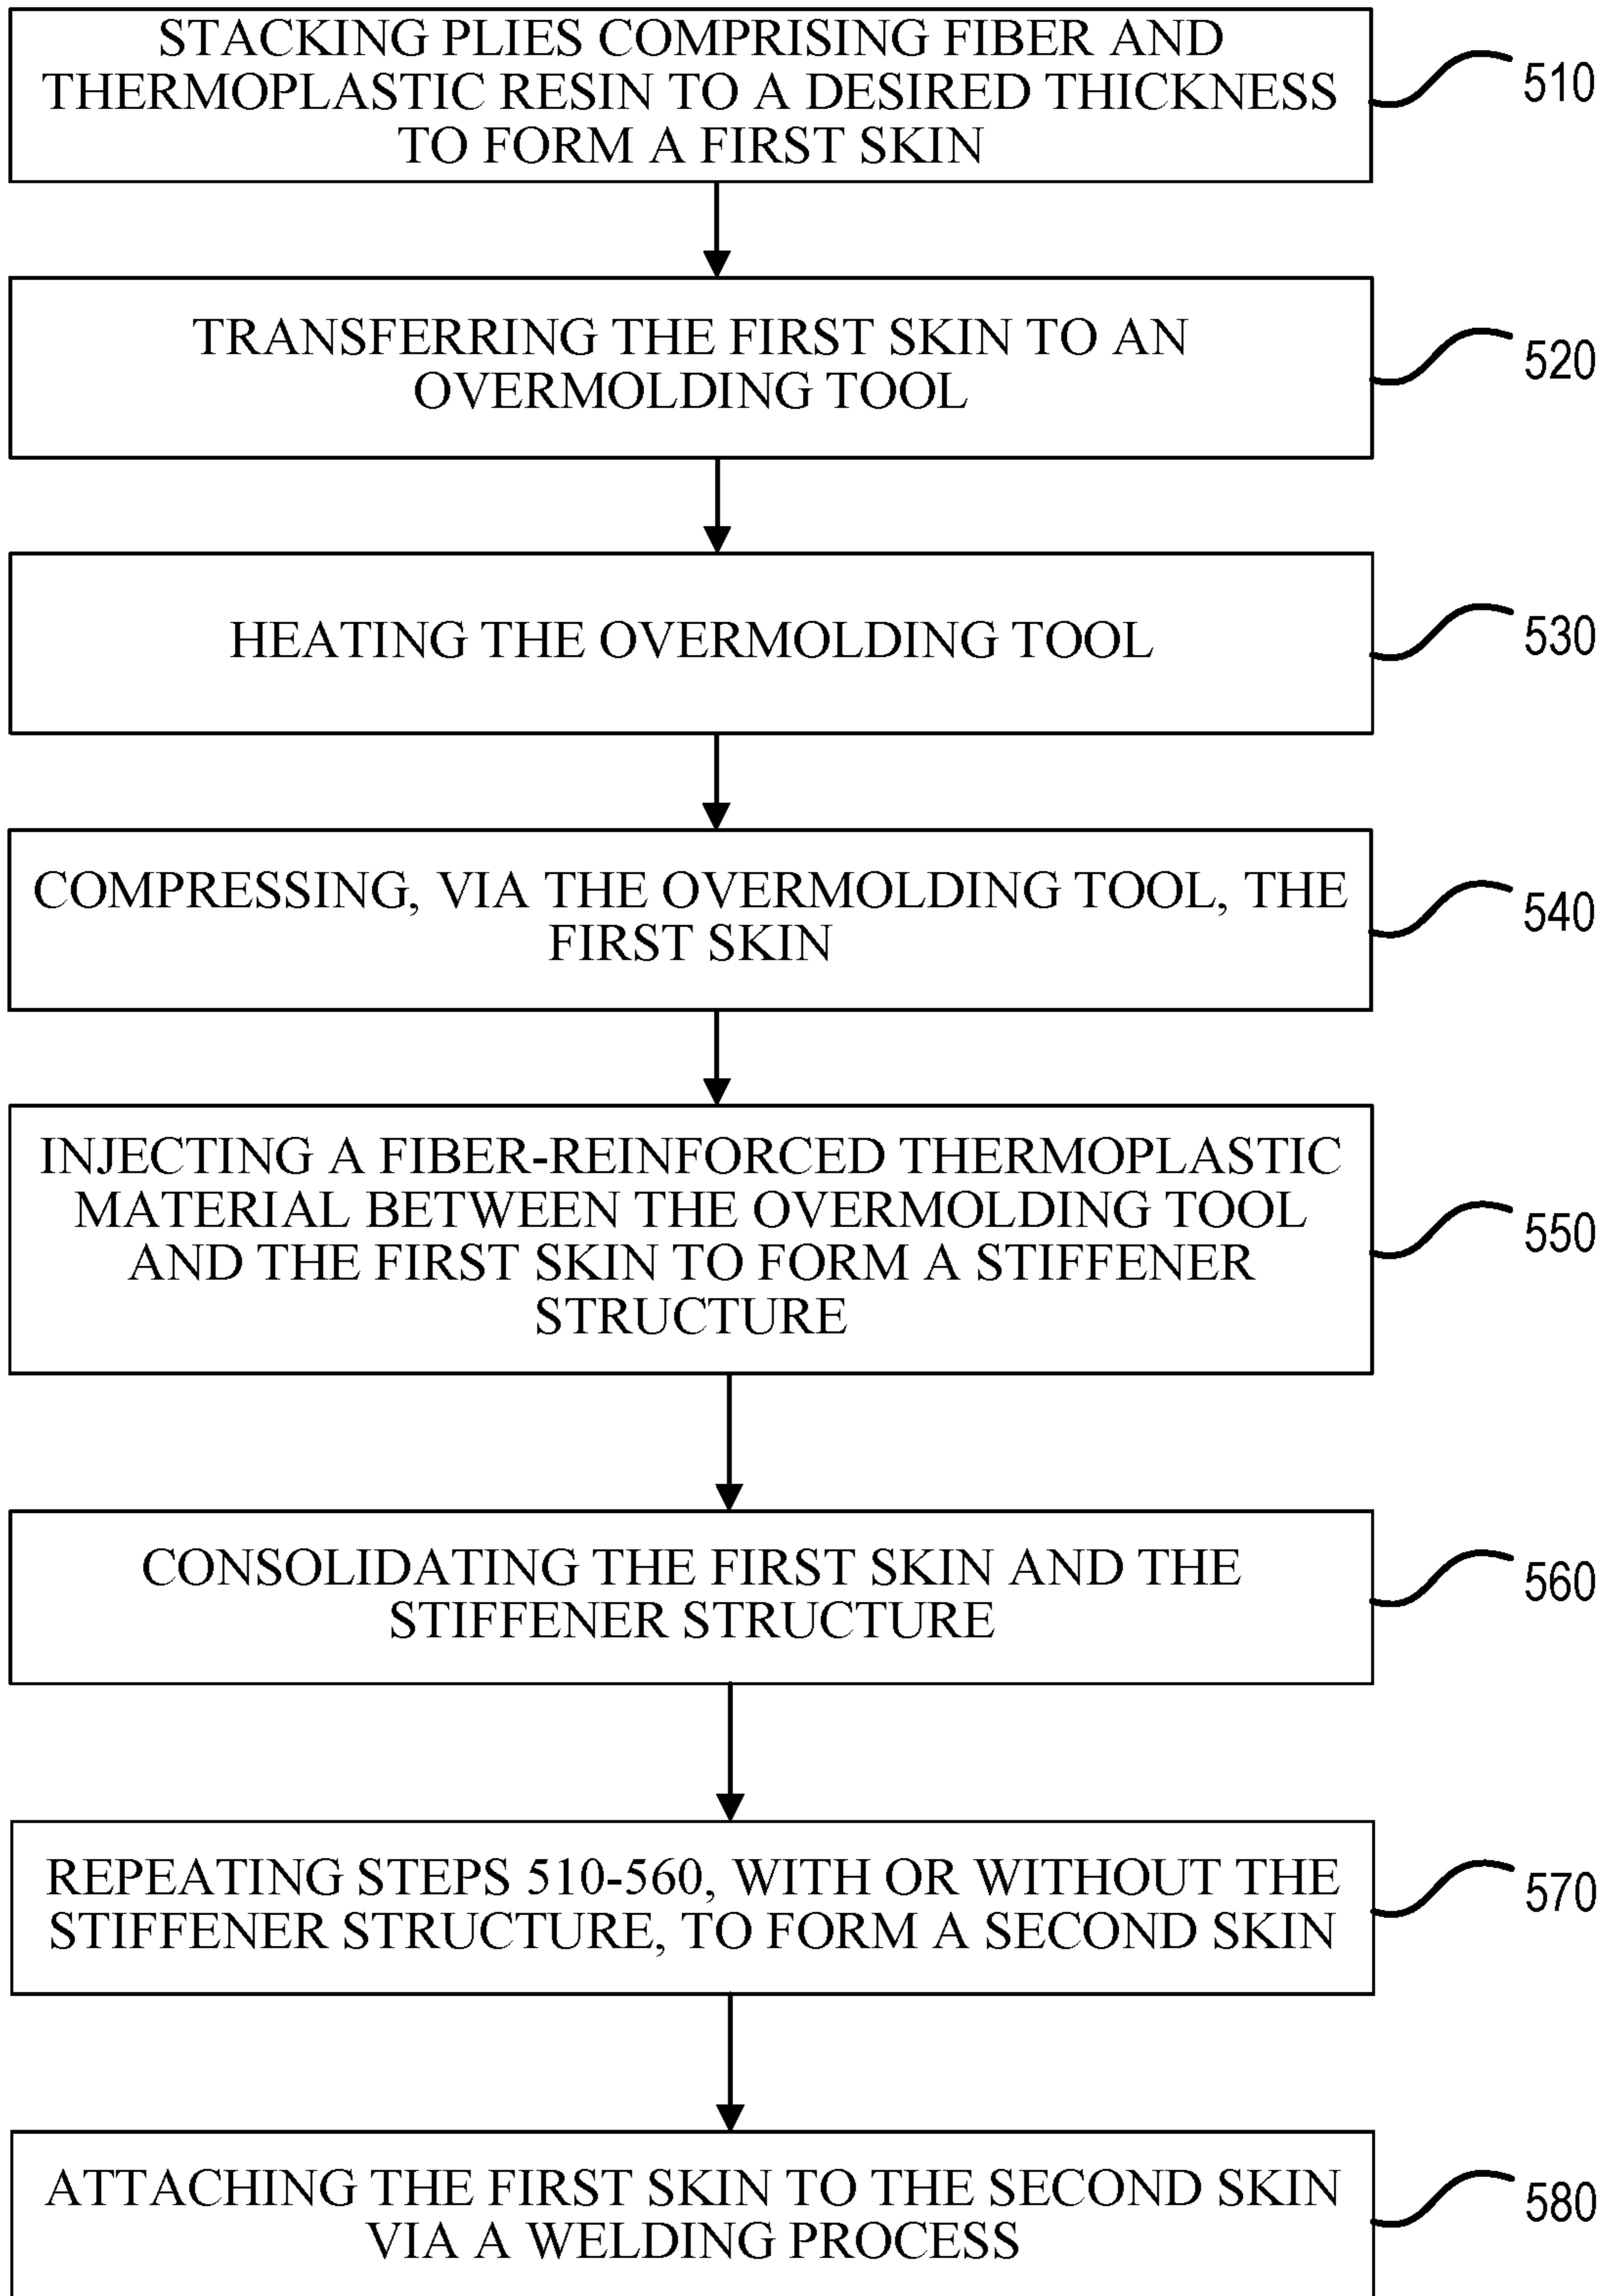 STACKING PLIES COMPRISING FIBER AND
THERMOPLASTIC RESIN TO A DESIRED THICKNESS
TO FORM A FIRST SKIN
510
TRANSFERRING THE FIRST SKIN TO AN
OVERMOLDING TOOL
520
HEATING THE OVERMOLDING TOOL
530
COMPRESSING, VIA THE OVERMOLDING TOOL, THE
FIRST SKIN
540
INJECTING A FIBER-REINFORCED THERMOPLASTIC
MATERIAL BETWEEN THE OVERMOLDING TOOL
AND THE FIRST SKIN TO FORM A STIFFENER
STRUCTURE
550
CONSOLIDATING THE FIRST SKIN AND THE
STIFFENER STRUCTURE
560
REPEATING STEPS 510-560, WITH OR WITHOUT THE
STIFFENER STRUCTURE, TO FORM A SECOND SKIN
570
ATTACHING THE FIRST SKIN TO THE SECOND SKIN
VIA A WELDING PROCESS
580